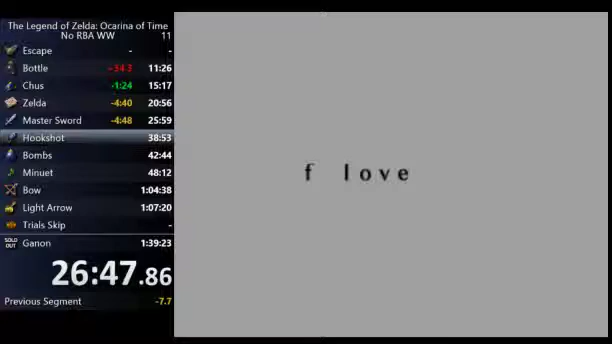 The Legend of Zelda: Ocarina of Time
No RBA WW 11
Escape - -
Bottle -34.3 11:26
Chus -1:24 15:17
Zelda -4:40 20:56
Master Sword -4:48 25:59
Hookshot 38:53
Bombs 42:44
Minuet 48:12
Bow 1:04:38
Light Arrow 1:07:20
Trials Skip -
SOLD OUT Ganon 1:39:23
26:47.86
Previous Segment -7.7
f love